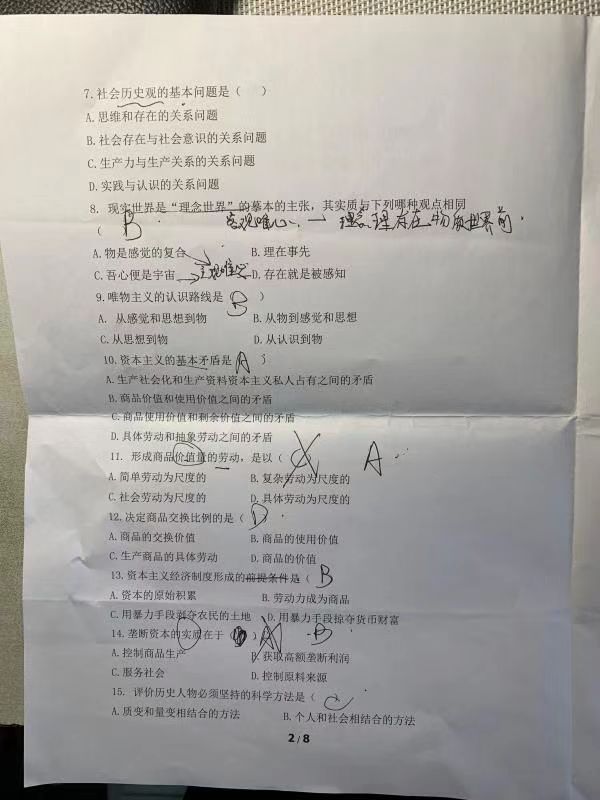 7.社会历史观的基本问题是（ ）
A.思维和存在的关系问题
B.社会存在与社会意识的关系问题
C.生产力与生产关系的关系问题
D.实践与认识的关系问题
8. 现实世界是“理念世界”的摹本的主张，其实质与下列哪种观点相同
客观唯心 → 理念、理存在物质世界前.
（ B
A.物是感觉的复合 B.理在事先
C.吾心便是宇宙 主观唯心 D.存在就是被感知
9.唯物主义的认识路线是（ B ）
A. 从感觉和思想到物 B.从物到感觉和思想
C.从思想到物 D.从认识到物
10.资本主义的基本矛盾是 A
A.生产社会化和生产资料资本主义私人占有之间的矛盾
B.商品价值和使用价值之间的矛盾
C.商品使用价值和剩余价值之间的矛盾
D.具体劳动和抽象劳动之间的矛盾
11. 形成商品价值量的劳动，是以（ ） A
A.简单劳动为尺度的 B.复杂劳动为尺度的
C.社会劳动为尺度的 D.具体劳动为尺度的
12.决定商品交换比例的是（ D ）
A.商品的交换价值 B.商品的使用价值
C.生产商品的具体劳动 D.商品的价值
13.资本主义经济制度形成的前提条件是（ B
A.资本的原始积累 B.劳动力成为商品
C.用暴力手段剥夺农民的土地 D.用暴力手段掠夺货币财富
14.垄断资本的实质在于（ ） B
A.控制商品生产 B.获取高额垄断利润
C.服务社会 D.控制原料来源
15. 评价历史人物必须坚持的科学方法是（ C
A.质变和量变相结合的方法 B.个人和社会相结合的方法
2/8